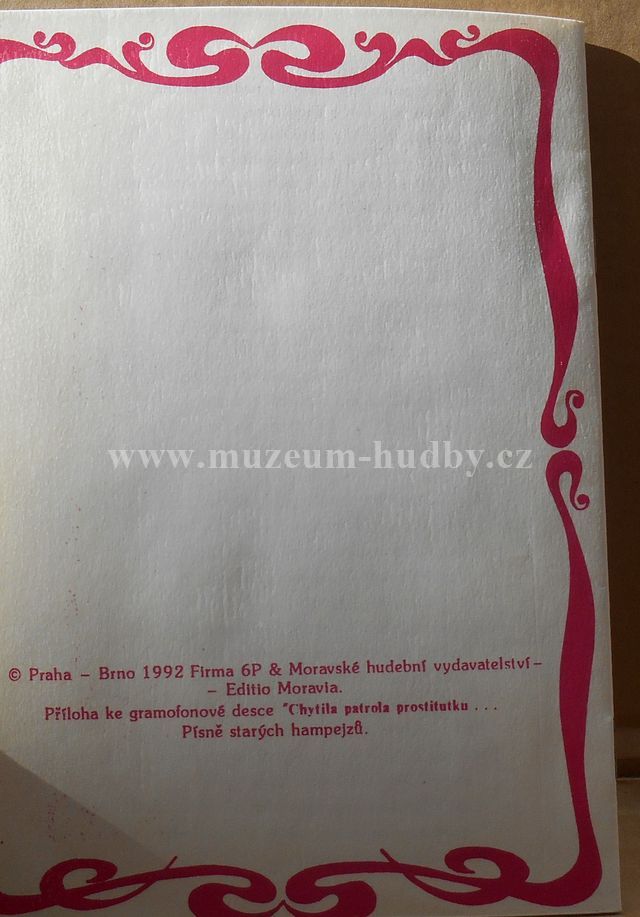 www.muzeum-hudby.cz
© Praha – Brno 1992 Firma 6P & Moravské hudební vydavatelství –
– Editio Moravia.
Příloha ke gramofonové desce "Chytila patrola prostitutku . . .
Písně starých hampejzů.